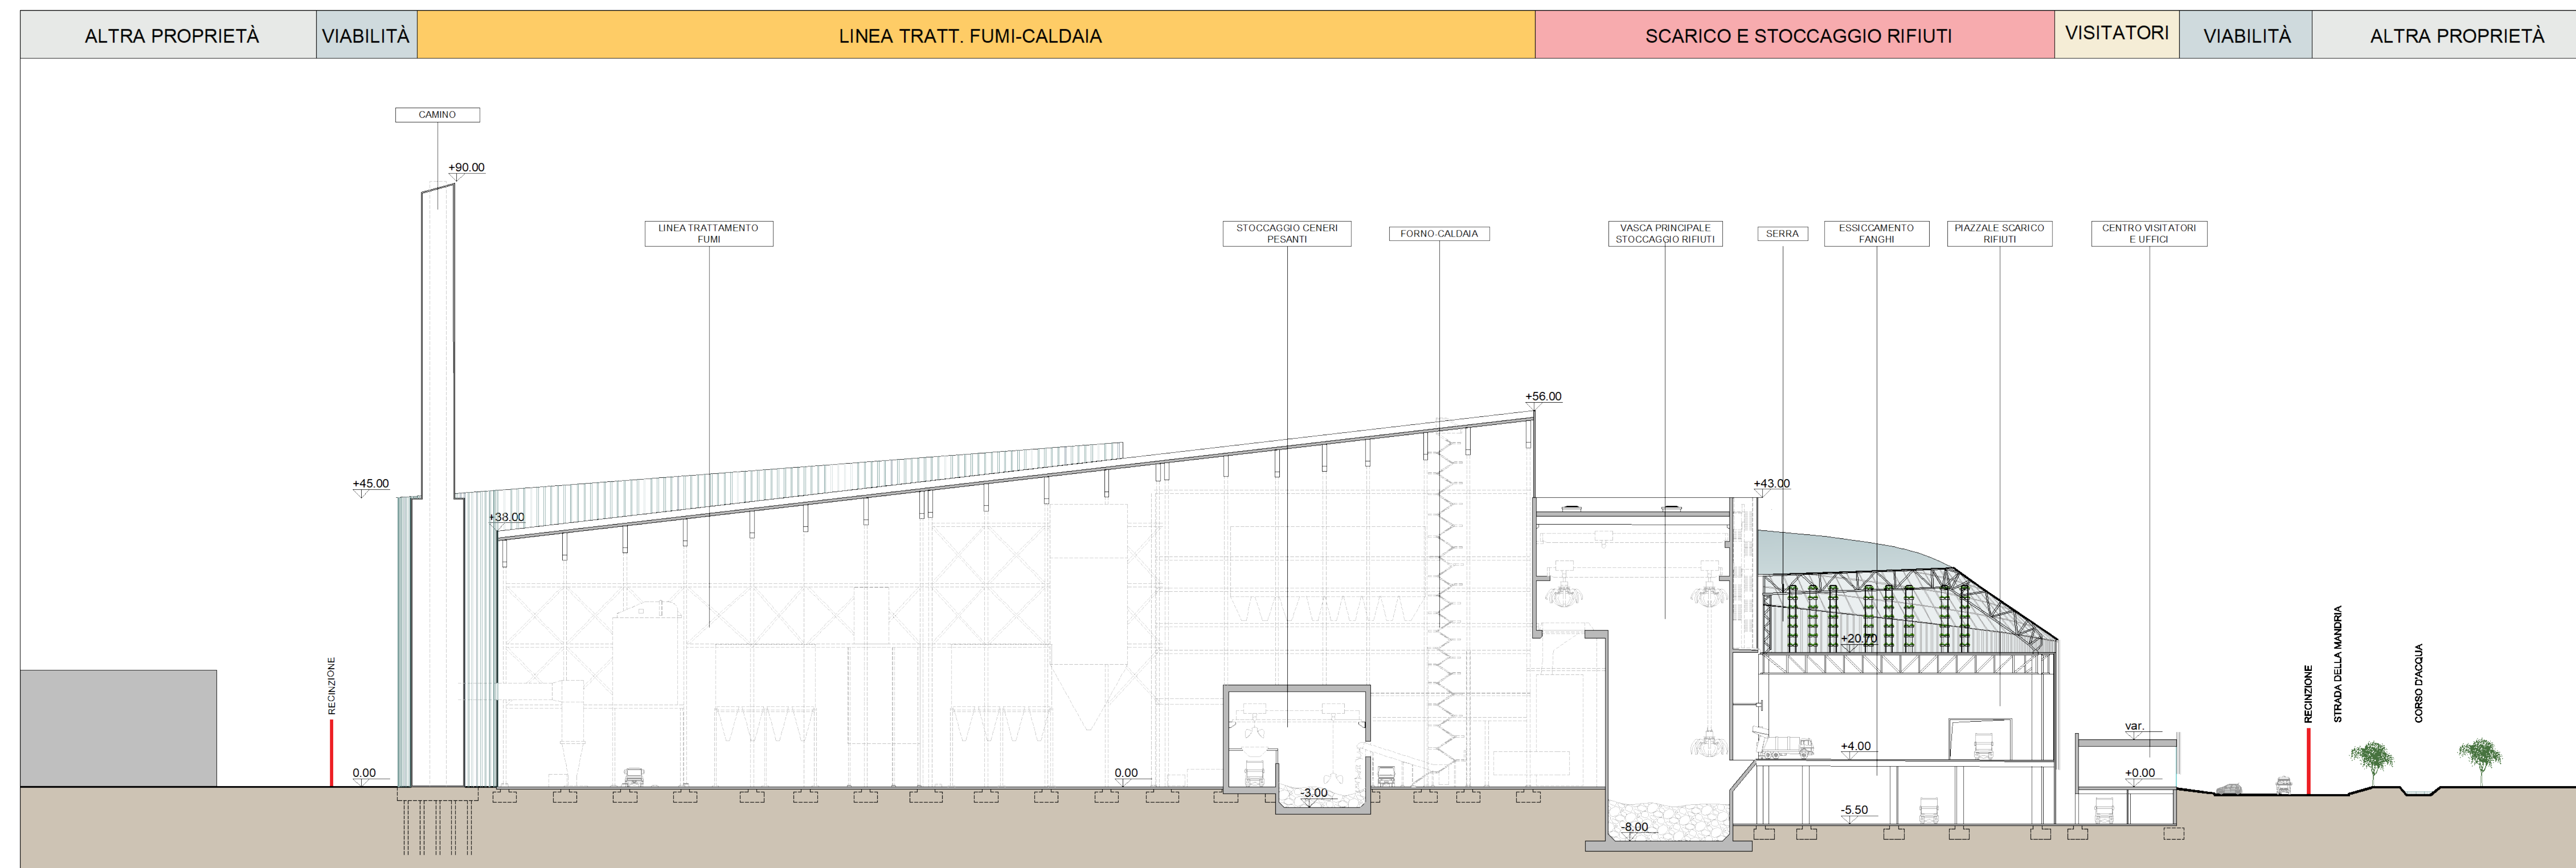 ALTRA PROPRIETÀ
VIABILITÀ
LINEA TRATT. FUMI-CALDAIA
SCARICO E STOCCAGGIO RIFIUTI
VISITATORI
VIABILITÀ
ALTRA PROPRIETÀ
CAMINO
+90.00
LINEA TRATTAMENTO
FUMI
STOCCAGGIO CENERI
PESANTI
FORNO-CALDAIA
VASCA PRINCIPALE
STOCCAGGIO RIFIUTI
SERRA
ESSICCAMENTO
FANGHI
PIAZZALE SCARICO
RIFIUTI
CENTRO VISITATORI
E UFFICI
+56.00
+45.00
+43.00
+38.00
+20.70
RECINZIONE
RECINZIONE
STRADA DELLA MANDRIA
CORSO D'ACQUA
var.
+4.00
0.00
0.00
+0.00
-3.00
-5.50
-8.00